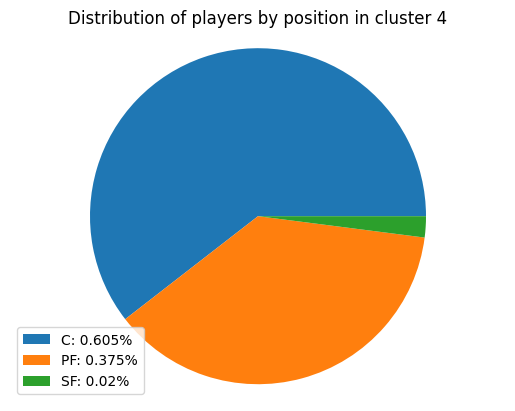 Distribution of players by position in cluster 4
C: 0.605%
PF: 0.375%
SF: 0.02%